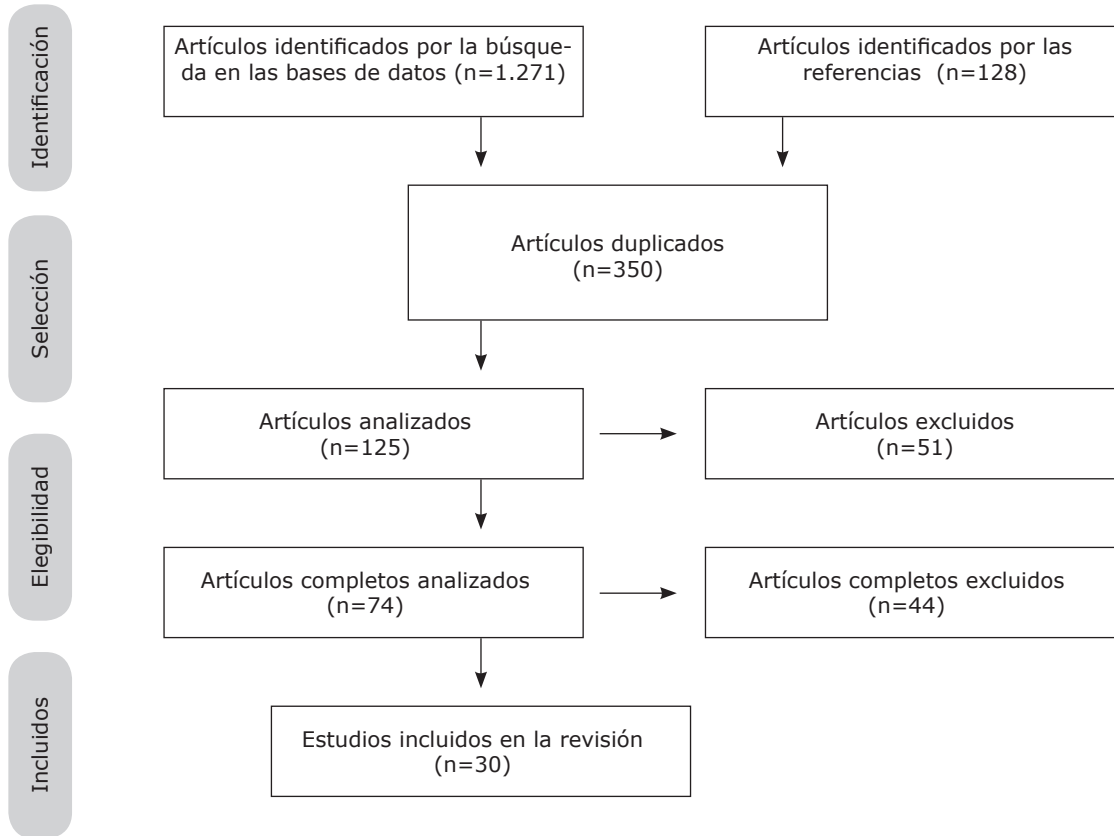 Identificación
Artículos identificados por la búsque-
da en las bases de datos (n=1.271)
Artículos identificados por las
referencias (n=128)
Selección
Artículos duplicados
(n=350)
Artículos analizados
(n=125)
Artículos excluidos
(n=51)
Elegibilidad
Artículos completos analizados
(n=74)
Artículos completos excluidos
(n=44)
Incluidos
Estudios incluidos en la revisión
(n=30)